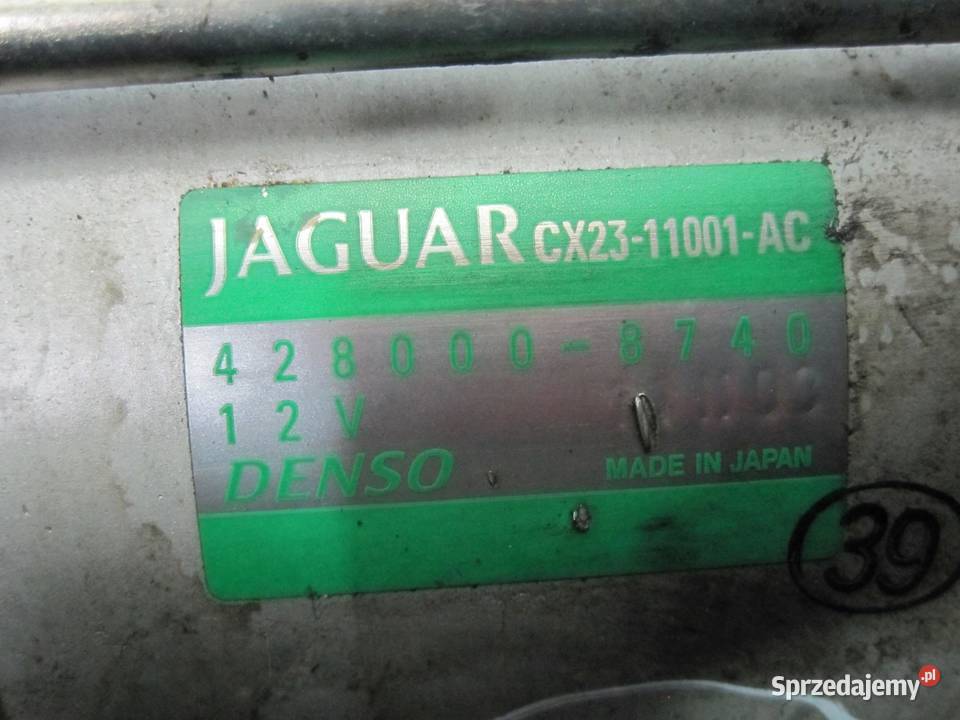 JAGUAR CX23-11001-AC
428000-8740
12V
DENSO
MADE IN JAPAN
39
Sprzedajemy.pl